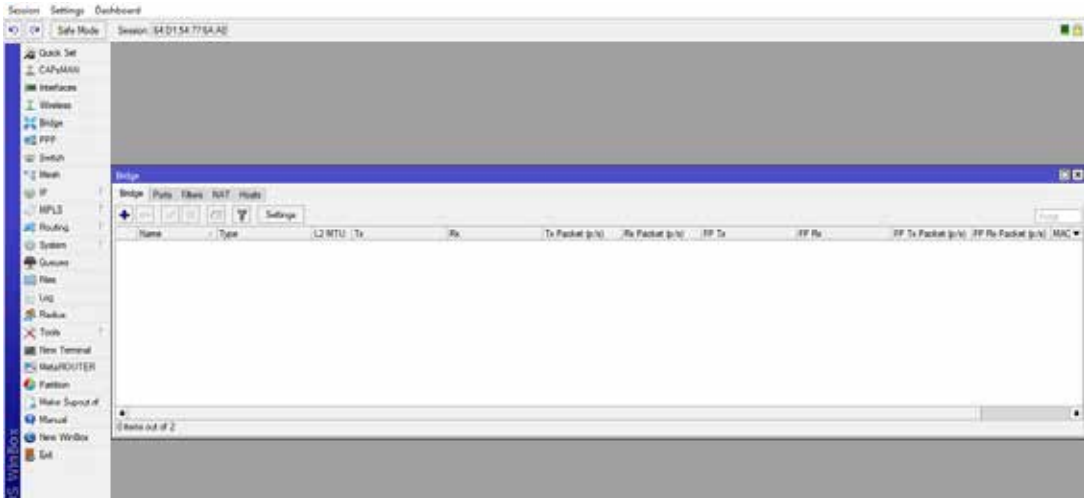 Session Settings Dashboard
Safe Mode Session: 64:D1:54:77:6A:A0
Quick Set
CAPsMAN
Interfaces
Wireless
Bridge
PPP
Switch
Mesh
IP
MPLS
Routing
System
Queues
Files
Log
Radius
Tools
New Terminal
MetaROUTER
Partition
Make Supout.rif
Manual
New WinBox
Exit
WinBox
Bridge
Bridge Ports Filters NAT Hosts
Settings Find
Name Type L2 MTU Tx Rx Tx Packet (p/s) Rx Packet (p/s) FP Tx FP Rx FP Tx Packet (p/s) FP Rx Packet (p/s) MAC
0 items out of 2